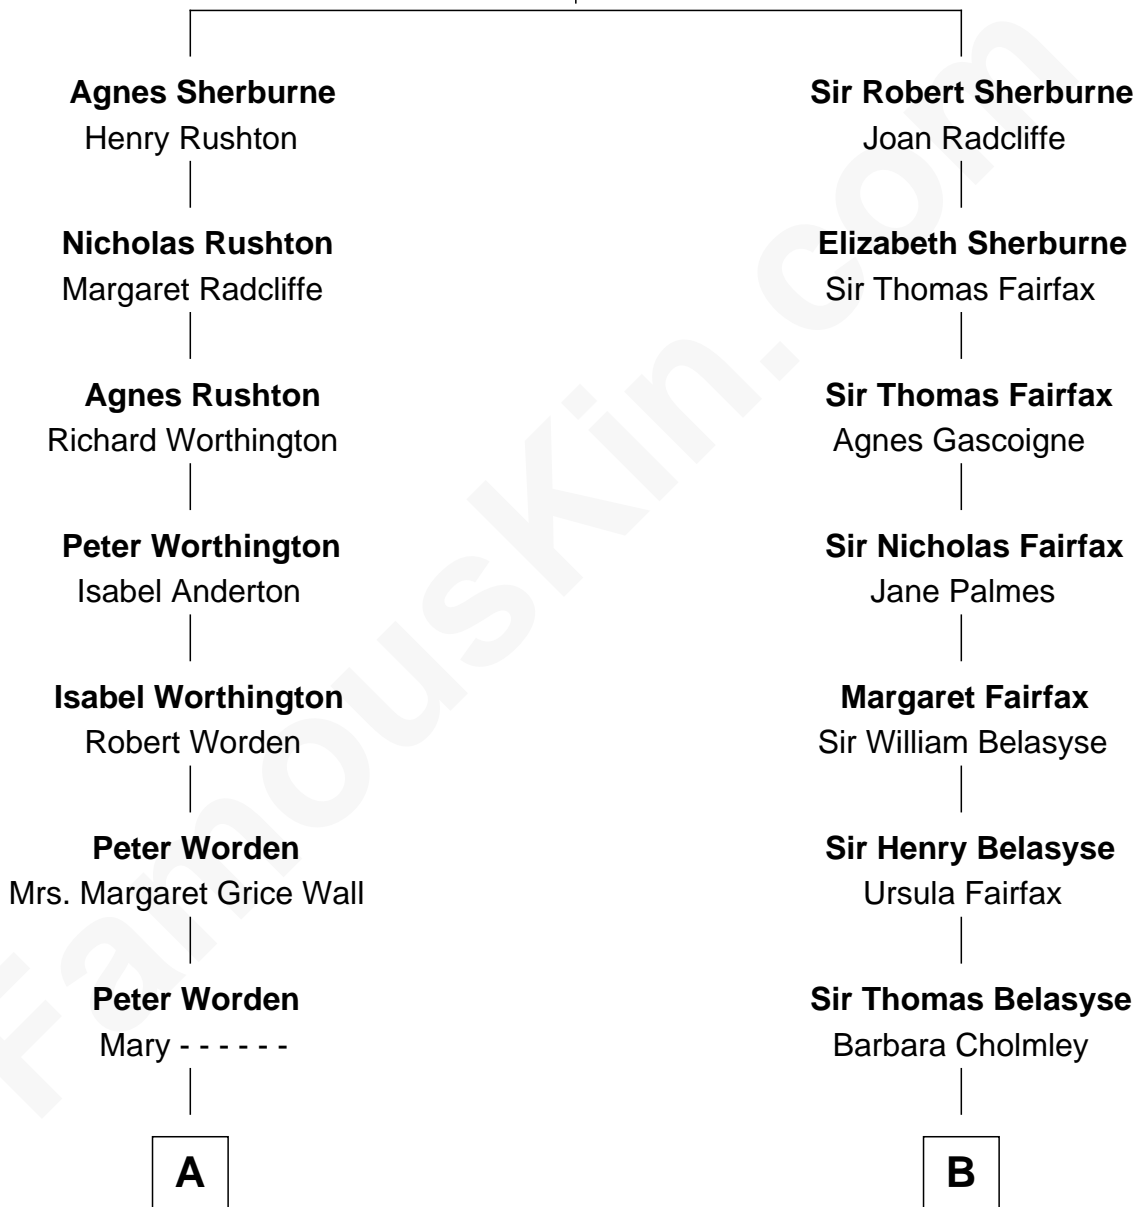 Agnes Sherburne
Henry Rushton
Nicholas Rushton
Margaret Radcliffe
Agnes Rushton
Richard Worthington
Peter Worthington
Isabel Anderton
Isabel Worthington
Robert Worden
Peter Worden
Mrs. Margaret Grice Wall
Peter Worden
Mary - - - - - -
A
Sir Robert Sherburne
Joan Radcliffe
Elizabeth Sherburne
Sir Thomas Fairfax
Sir Thomas Fairfax
Agnes Gascoigne
Sir Nicholas Fairfax
Jane Palmes
Margaret Fairfax
Sir William Belasyse
Sir Henry Belasyse
Ursula Fairfax
Sir Thomas Belasyse
Barbara Cholmley
B
FamousKin.com